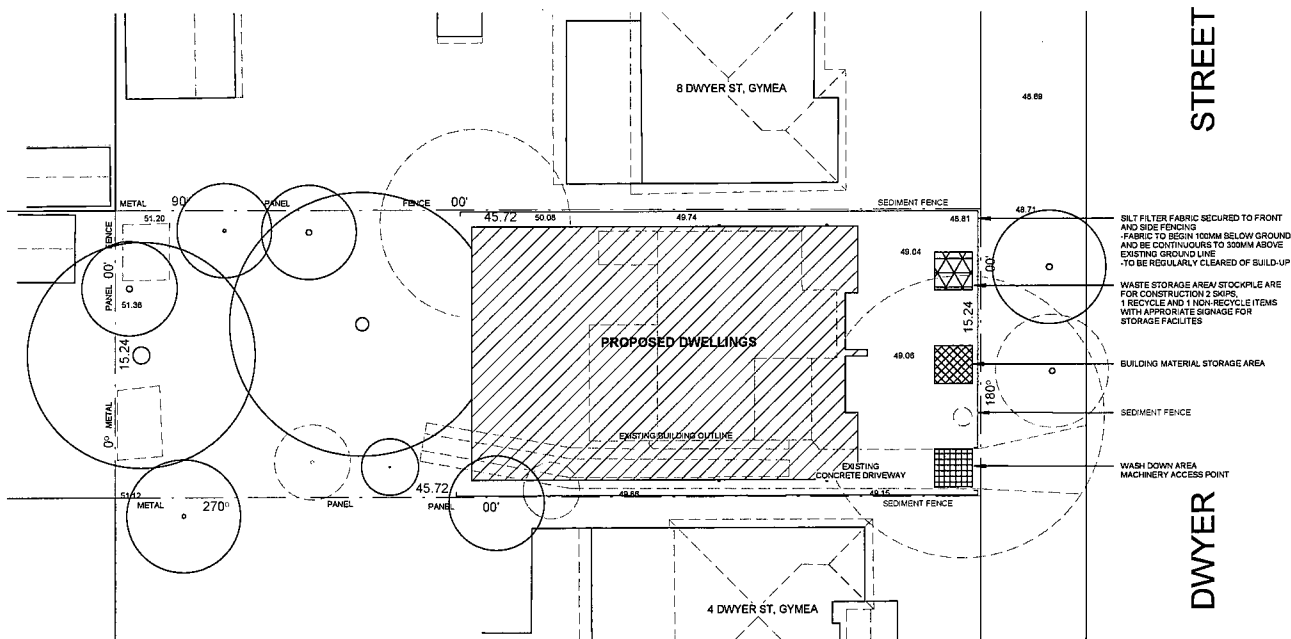 STREET
8 DWYER ST, GYMEA
METAL
90°
PANEL
FENCE
00'
SEDIMENT FENCE
51.20
45.72
50.08
49.74
48.71
SILT FILTER FABRIC SECURED TO FRONT
AND SIDE FENCING
-FABRIC TO BEGIN 100MM BELOW GROUND
AND BE CONTINUOURS TO 300MM ABOVE
EXISTING GROUND LINE
-TO BE REGULARLY CLEARED OF BUILD-UP
49.04
00'
PANEL 00' FENCE
51.36
WASTE STORAGE AREA/ STOCKPILE ARE
FOR CONSTRUCTION 2 SKIPS,
1 RECYCLE AND 1 NON-RECYCLE ITEMS
WITH APPRORIATE SIGNAGE FOR
STORAGE FACILITES
15.24
15.24
PROPOSED DWELLINGS
49.06
BUILDING MATERIAL STORAGE AREA
180°
0° METAL
SEDIMENT FENCE
EXISTING BUILDING OUTLINE
EXISTING
CONCRETE DRIVEWAY
WASH DOWN AREA
MACHINERY ACCESS POINT
51.12
METAL
270°
PANEL
45.72
PANEL
00'
49.66
49.15
SEDIMENT FENCE
4 DWYER ST, GYMEA
DWYER